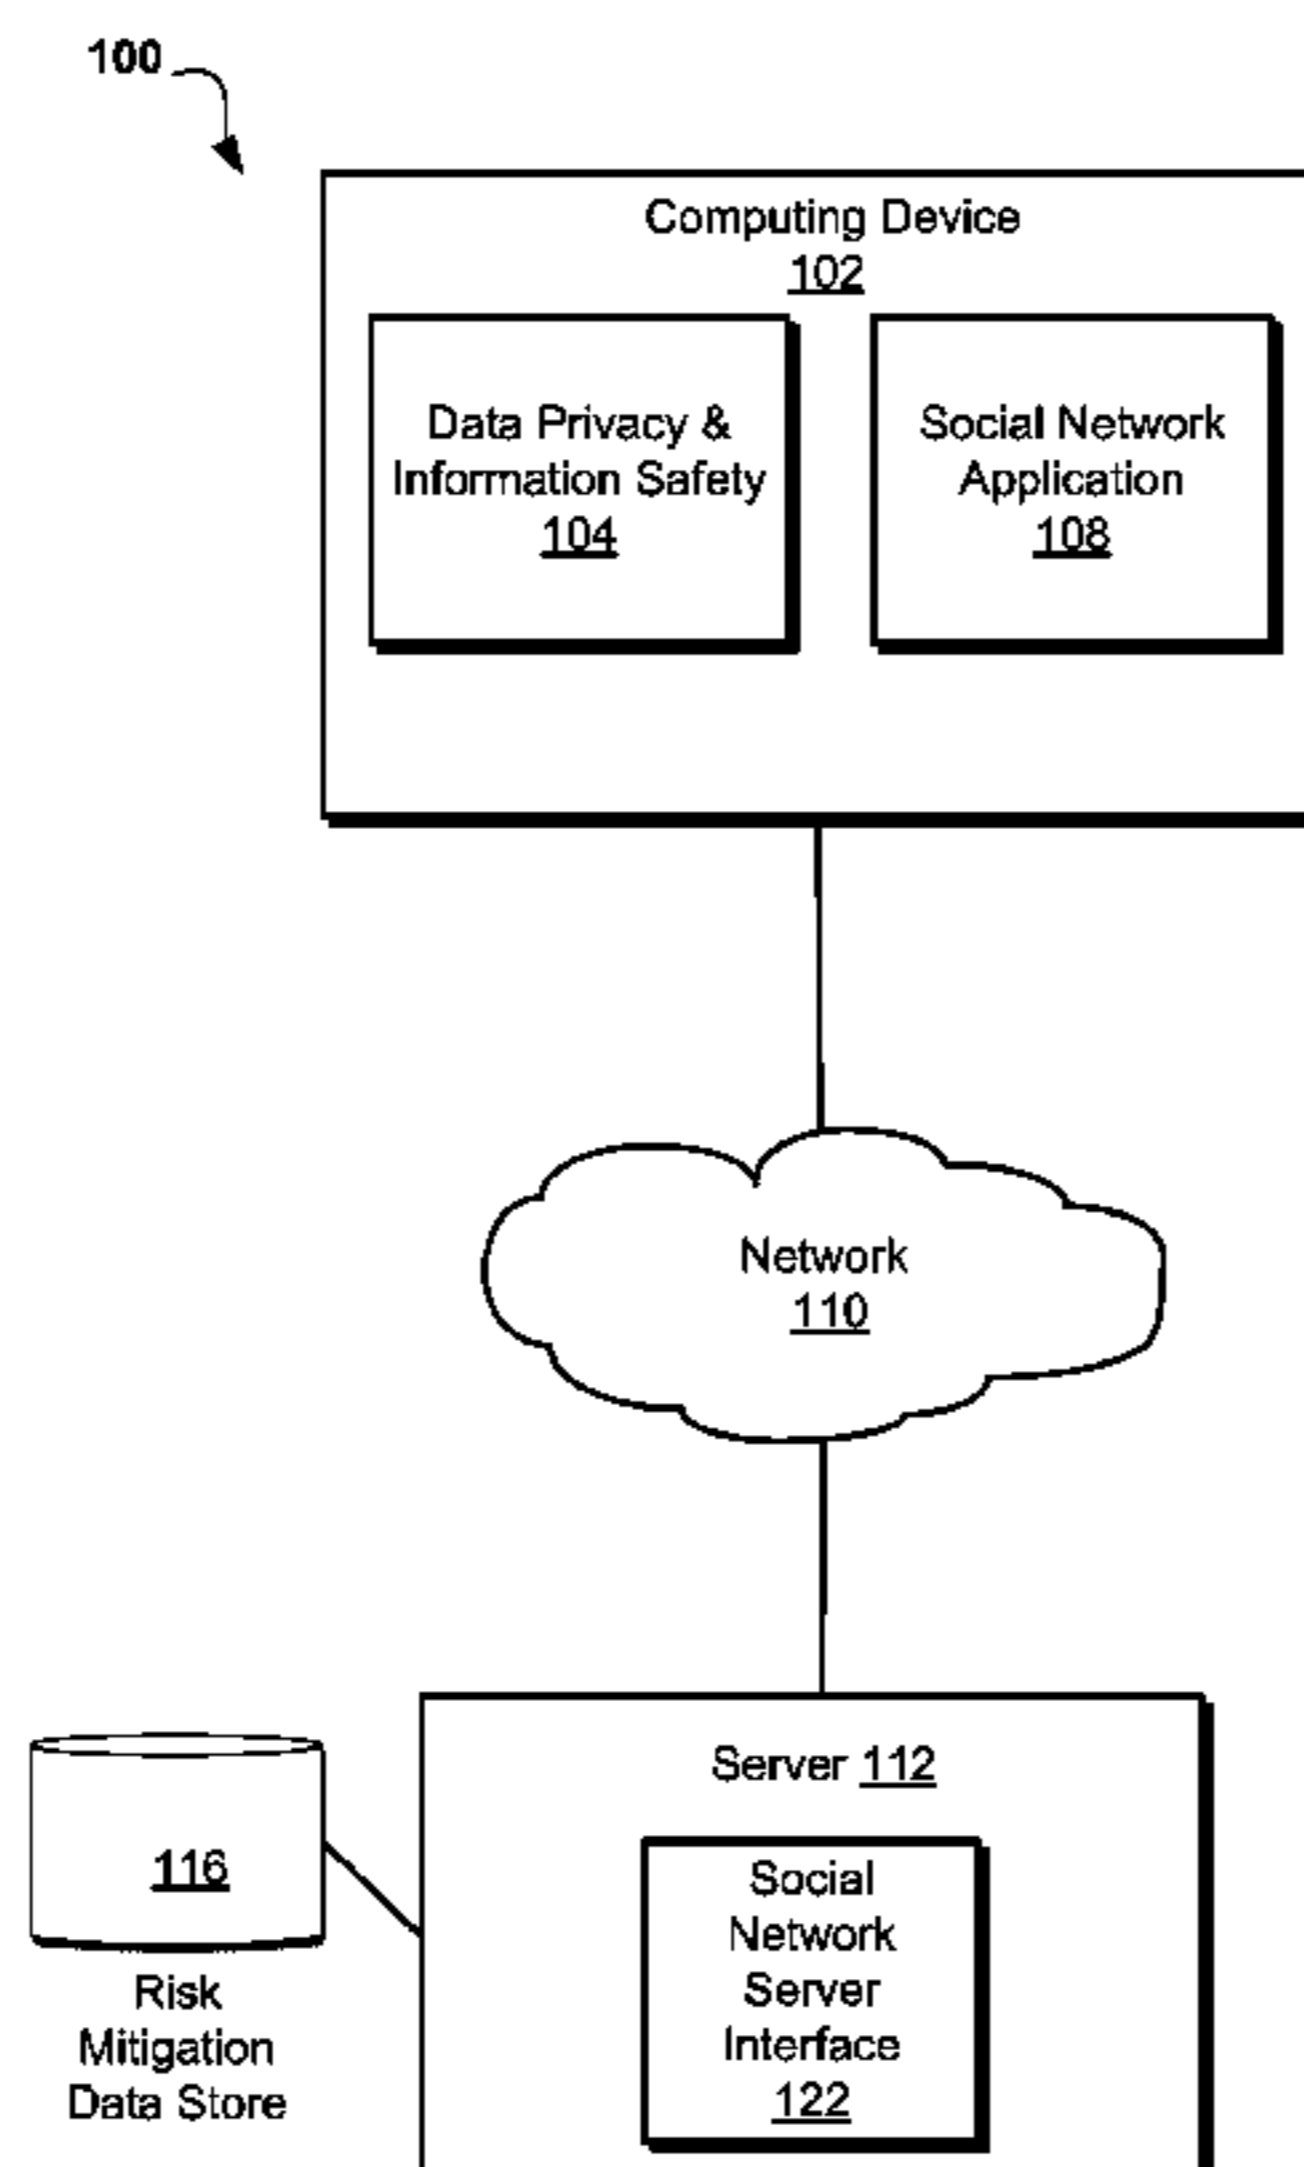 100
Computing Device
102
Data Privacy &
Information Safety
104
Social Network
Application
108
Network
110
Server 112
116
Risk
Mitigation
Data Store
Social
Network
Server
Interface
122